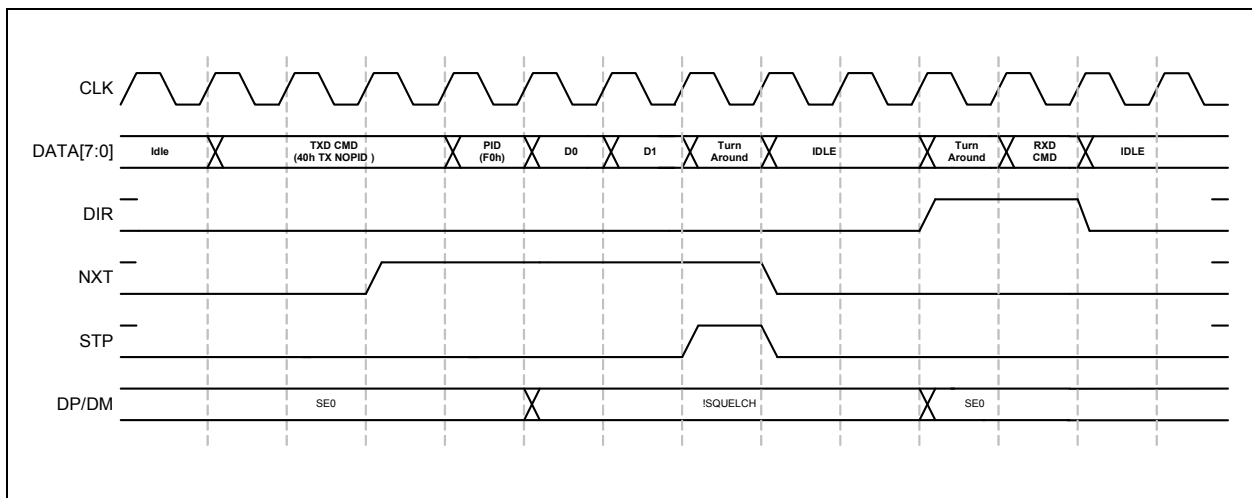 CLK
DATA[7:0]
Idle
TXD CMD
(40h TX NOPID )
PID
(F0h)
D0
D1
Turn
Around
IDLE
Turn
Around
RXD
CMD
IDLE
DIR
NXT
STP
DP/DM
SE0
!SQUELCH
SE0